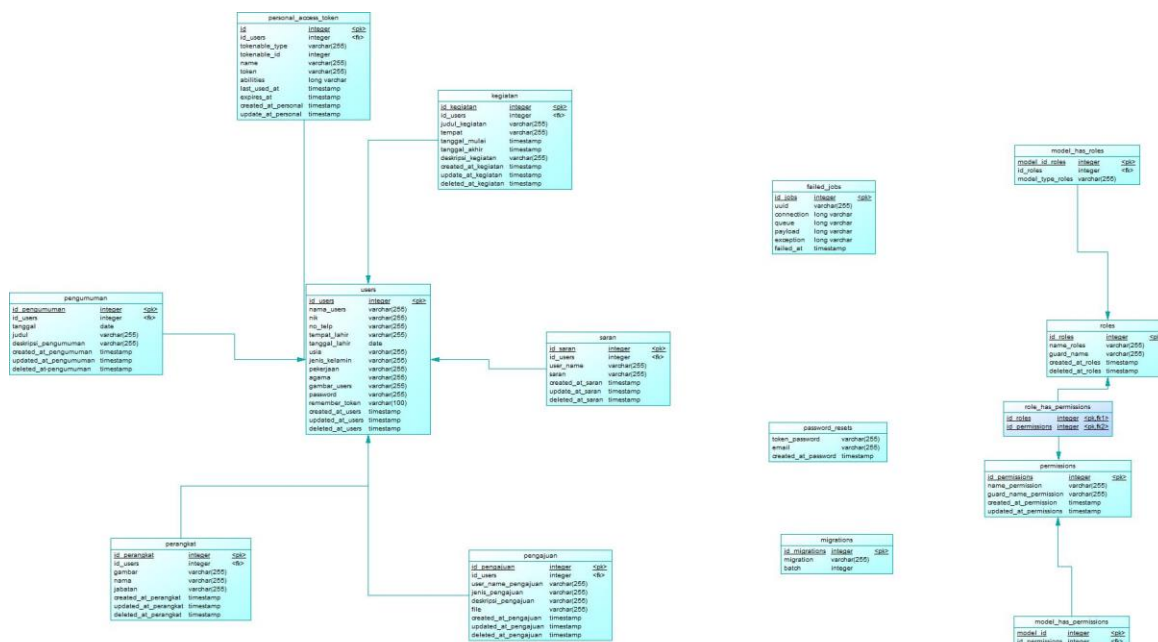 personal_access_token
id integer <pk>
id_users integer <fk>
tokenable_type varchar(255)
tokenable_id integer
name varchar(255)
token varchar(255)
abilities long varchar
last_used_at timestamp
expires_at timestamp
created_at_personal timestamp
update_at_personal timestamp
kegiatan
id_kegiatan integer <pk>
id_users integer <fk>
judul_kegiatan varchar(255)
tempat varchar(255)
tanggal_mulai timestamp
tanggal_akhir timestamp
deskripsi_kegiatan varchar(255)
created_at_kegiatan timestamp
update_at_kegiatan timestamp
deleted_at_kegiatan timestamp
model_has_roles
model_id_roles integer <pk>
id_roles integer <fk>
model_type_roles varchar(255)
failed_jobs
id_jobs integer <pk>
uuid varchar(255)
connection long varchar
queue long varchar
payload long varchar
exception long varchar
failed_at timestamp
pengumuman
id_pengumuman integer <pk>
id_users integer <fk>
tanggal date
judul varchar(255)
deskripsi_pengumuman varchar(255)
created_at_pengumuman timestamp
updated_at_pengumuman timestamp
deleted_at-pengumuman timestamp
users
id_users integer <pk>
nama_users varchar(255)
nik varchar(255)
no_telp varchar(255)
tempat_lahir varchar(255)
tanggal_lahir date
usia varchar(255)
jenis_kelamin varchar(255)
pekerjaan varchar(255)
agama varchar(255)
gambar_users varchar(255)
password varchar(255)
remember_token varchar(100)
created_at_users timestamp
updated_at_users timestamp
deleted_at_users timestamp
saran
id_saran integer <pk>
id_users integer <fk>
user_name varchar(255)
saran varchar(255)
created_at_saran timestamp
update_at_saran timestamp
deleted_at_saran timestamp
roles
id_roles integer <pk>
name_roles varchar(255)
guard_name varchar(255)
created_at_roles timestamp
deleted_at_roles timestamp
role_has_permissions
id_roles integer <pk,fk1>
id_permissions integer <pk,fk2>
password_resets
token_password varchar(255)
email varchar(255)
created_at_password timestamp
permissions
id_permissions integer <pk>
name_permission varchar(255)
guard_name_permission varchar(255)
created_at_permission timestamp
updated_at_permissions timestamp
perangkat
id_perangkat integer <pk>
id_users integer <fk>
gambar varchar(255)
nama varchar(255)
jabatan varchar(255)
created_at_perangkat timestamp
updated_at_perangkat timestamp
deleted_at_perangkat timestamp
pengajuan
id_pengajuan integer <pk>
id_users integer <fk>
user_name_pengajuan varchar(255)
jenis_pengajuan varchar(255)
deskripsi_pengajuan varchar(255)
file varchar(255)
created_at_pengajuan timestamp
updated_at_pengajuan timestamp
deleted_at_pengajuan timestamp
migrations
id_migrations integer <pk>
migration varchar(255)
batch integer
model_has_permissions
model_id integer <pk>
id_permissions integer <fk>